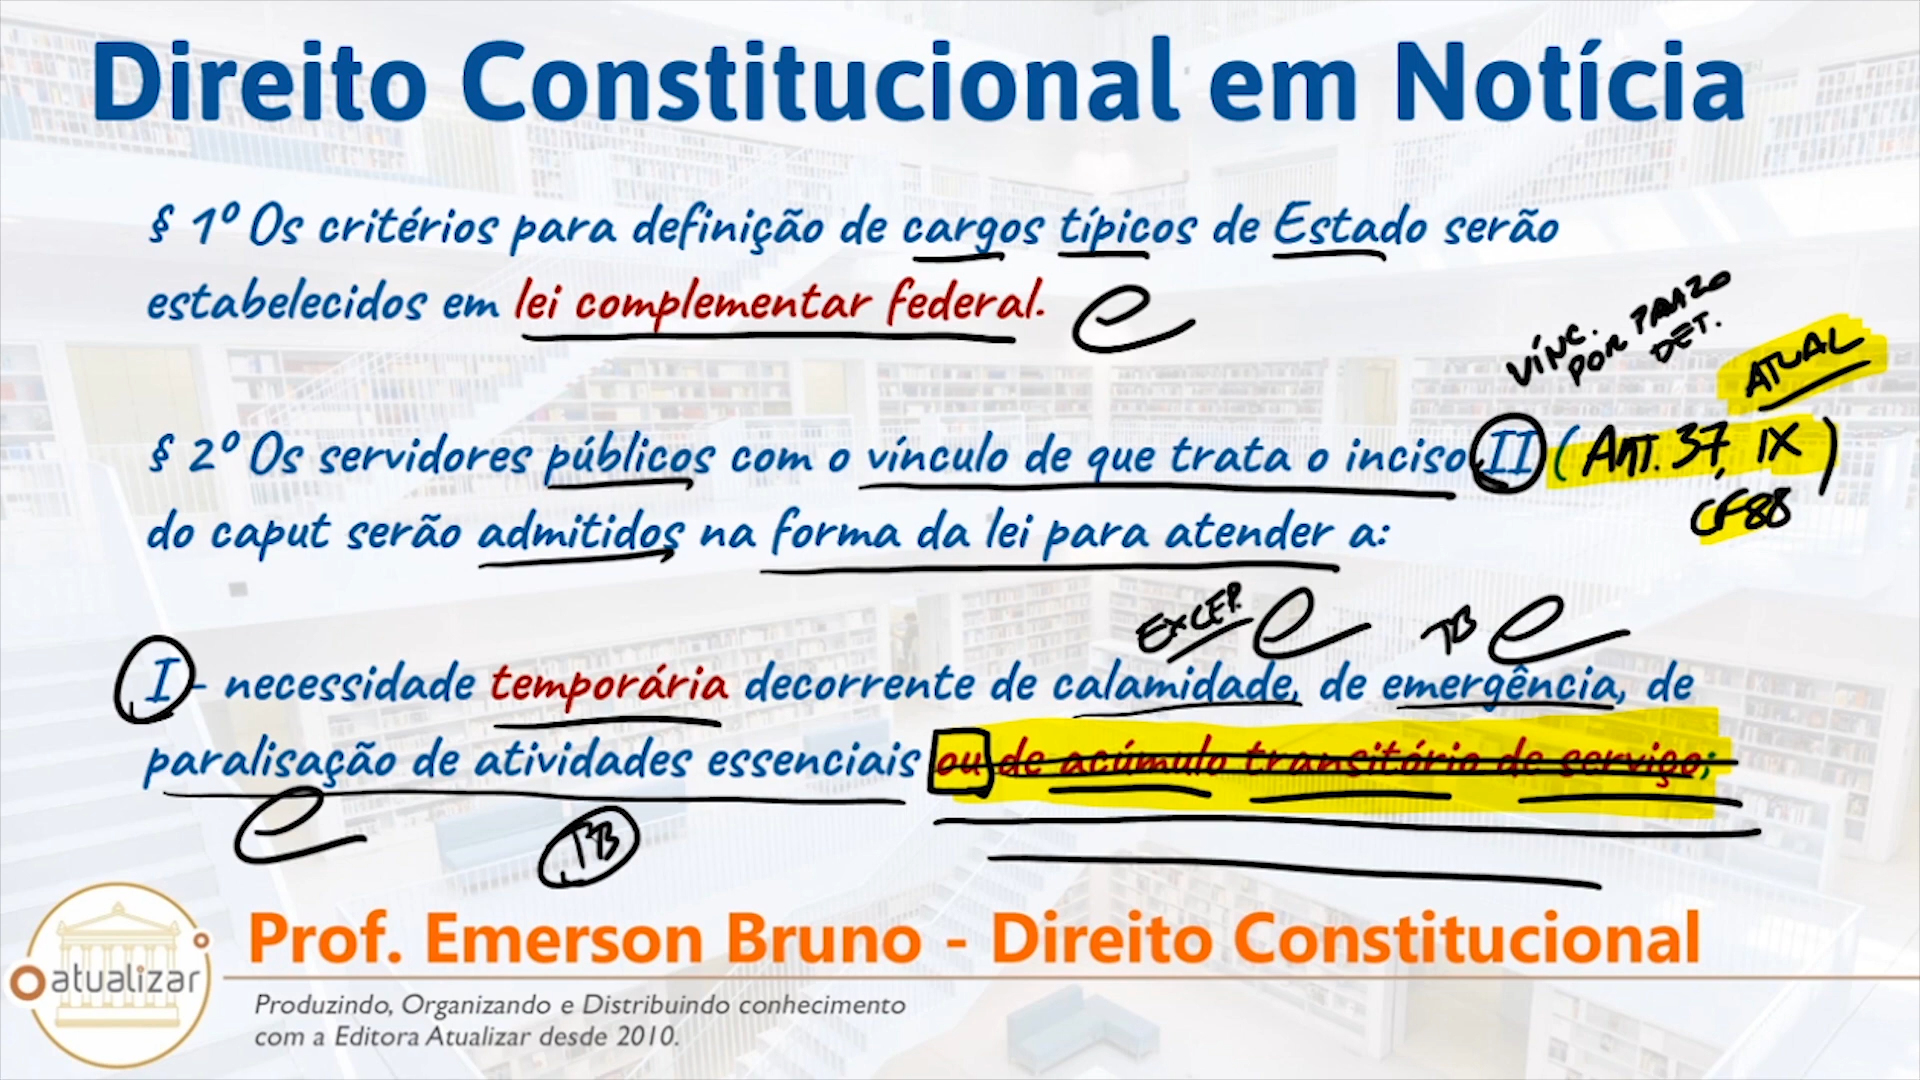 Direito Constitucional em Notícia
§ 1º Os critérios para definição de cargos típicos de Estado serão
estabelecidos em lei complementar federal.
VÍNC. POR PRAZO DET.
ATUAL
§ 2º Os servidores públicos com o vínculo de que trata o inciso II (ART. 37, IX)
CF88
do caput serão admitidos na forma da lei para atender a:
EXCEP. TB
I - necessidade temporária decorrente de calamidade, de emergência, de
paralisação de atividades essenciais ou de acúmulo transitório de serviço;
TB
Prof. Emerson Bruno - Direito Constitucional
atualizar
Produzindo, Organizando e Distribuindo conhecimento
com a Editora Atualizar desde 2010.